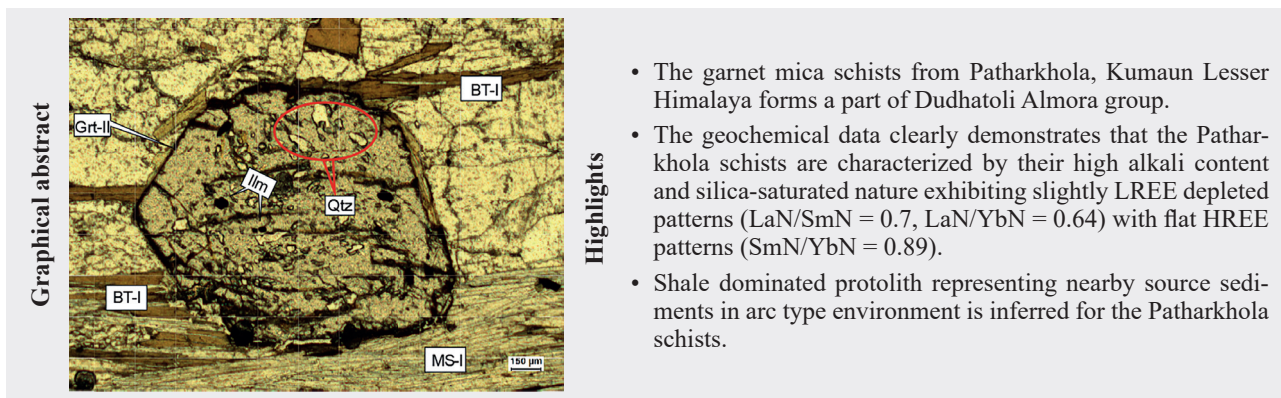 Graphical abstract
BT-I
Grt-II
Ilm
Qtz
BT-I
MS-I
150 µm
Highlights
• The garnet mica schists from Patharkhola, Kumaun Lesser
Himalaya forms a part of Dudhatoli Almora group.
• The geochemical data clearly demonstrates that the Pathar-
khola schists are characterized by their high alkali content
and silica-saturated nature exhibiting slightly LREE depleted
patterns (LaN/SmN = 0.7, LaN/YbN = 0.64) with flat HREE
patterns (SmN/YbN = 0.89).
• Shale dominated protolith representing nearby source sedi-
ments in arc type environment is inferred for the Patharkhola
schists.